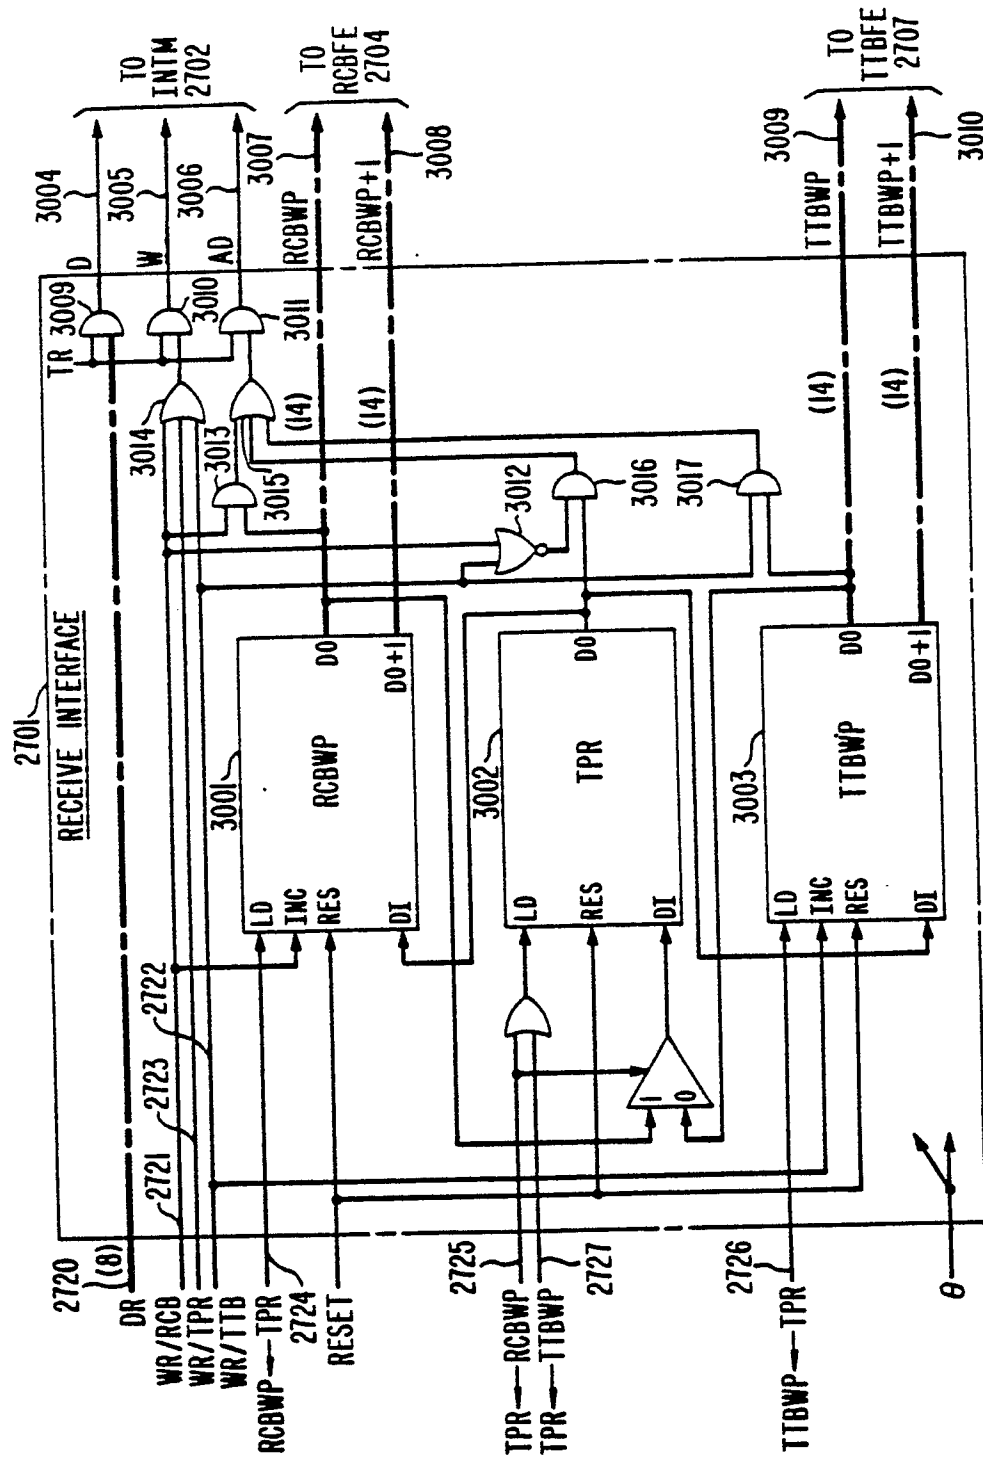 2701
RECEIVE INTERFACE
2720
(8)
DR
2721
2723
2722
WR/RCB
WR/TPR
WR/TTB
RCBWP←TPR
2724
RESET
TPR←RCBWP
2725
TPR←TTBWP
2727
TTBWP←TPR
2726
θ
3001
LD
INC
RES
DI
RCBWP
DO
DO+1
3002
LD
RES
DI
TPR
DO
1
0
3003
LD
INC
RES
DI
TTBWP
DO
DO+1
TR
3009
3010
3011
3014
3013
3015
3012
3016
3017
(14)
(14)
(14)
(14)
D
W
AD
RCBWP
RCBWP+1
TTBWP
TTBWP+1
3004
3005
3006
3007
3008
3009
3010
TO
INTM
2702
TO
RCBFE
2704
TO
TTBFE
2707